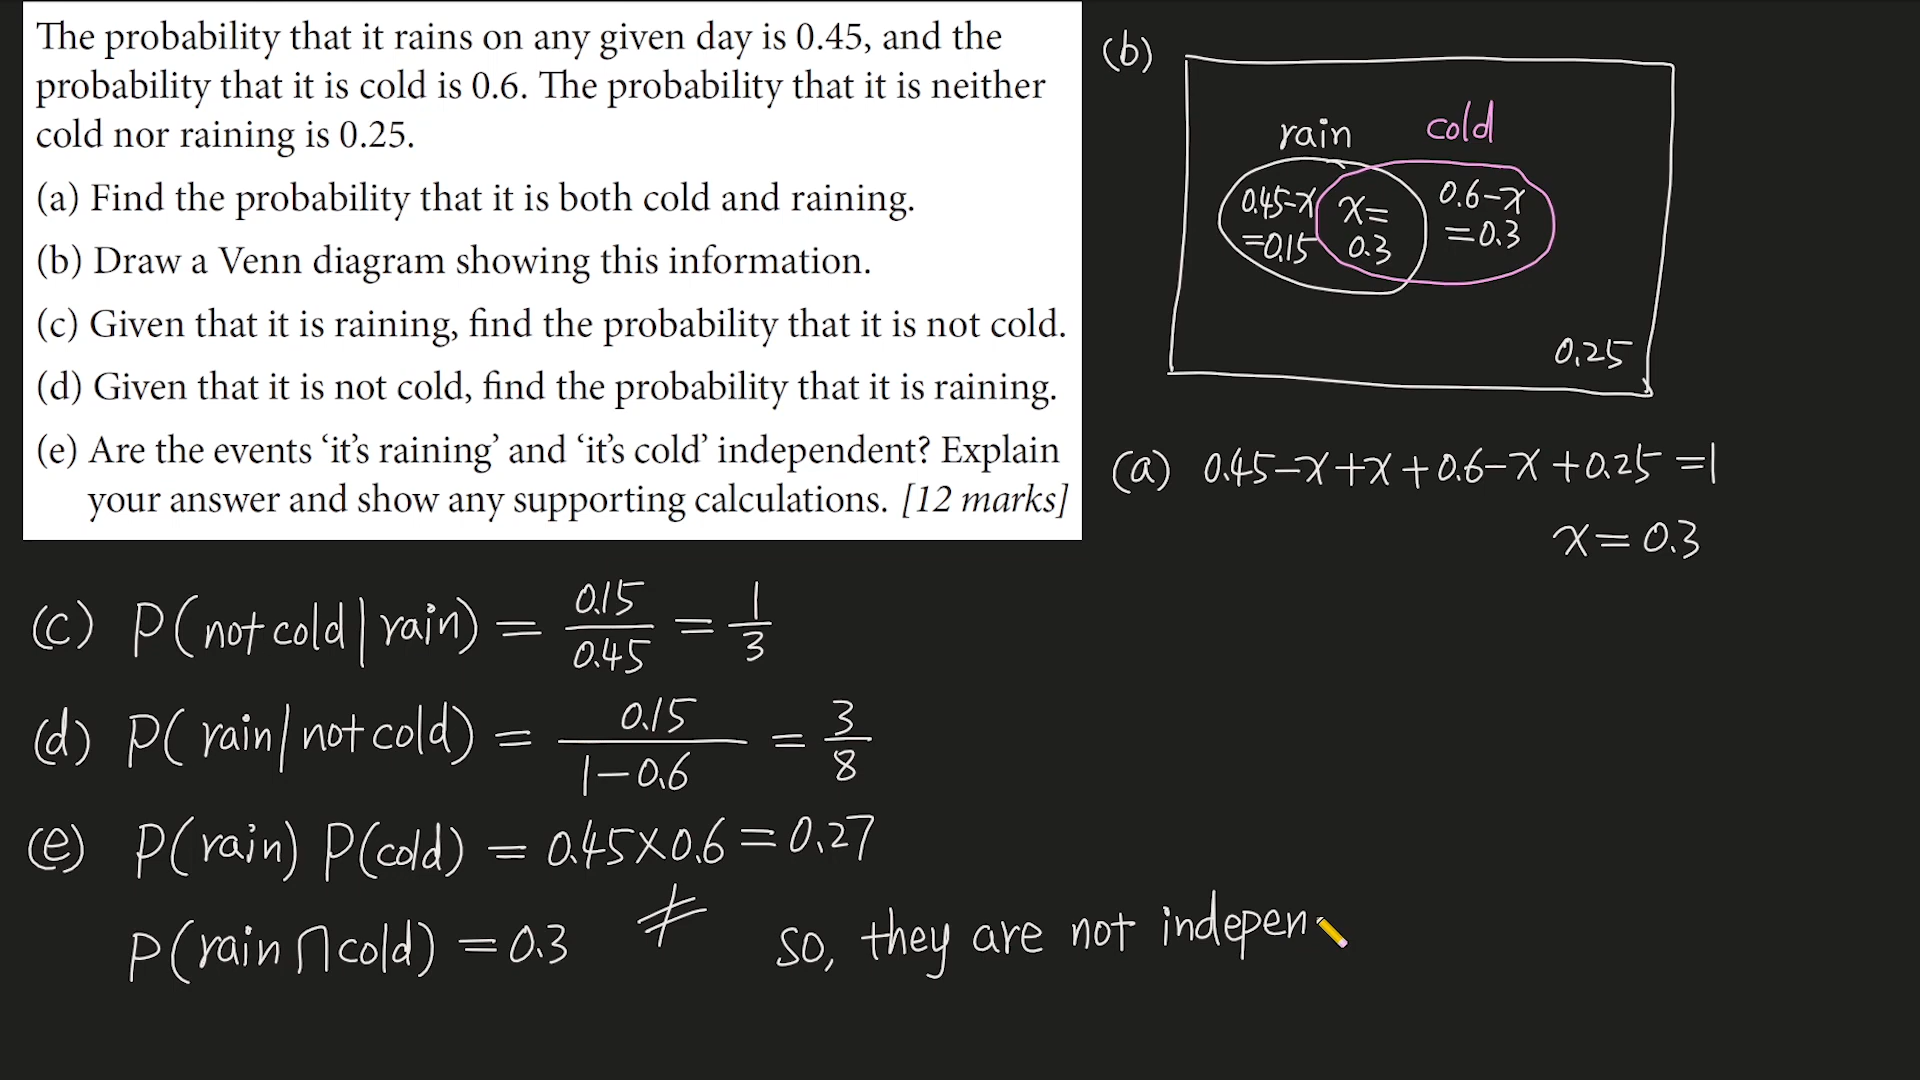 The probability that it rains on any given day is 0.45, and the
probability that it is cold is 0.6. The probability that it is neither
cold nor raining is 0.25.
(a) Find the probability that it is both cold and raining.
(b) Draw a Venn diagram showing this information.
(c) Given that it is raining, find the probability that it is not cold.
(d) Given that it is not cold, find the probability that it is raining.
(e) Are the events ‘it’s raining’ and ‘it’s cold’ independent? Explain
your answer and show any supporting calculations. [12 marks]
(b)
rain cold
0.45-x x= 0.6-x
=0.15 0.3 =0.3
0.25
(a) 0.45-x+x+0.6-x+0.25=1
x=0.3
(c) P(not cold|rain) = 0.15/0.45 = 1/3
(d) P(rain|not cold) = 0.15/(1-0.6) = 3/8
(e) P(rain) P(cold) = 0.45×0.6=0.27
≠
P(rain∩cold) =0.3 so, they are not indepen